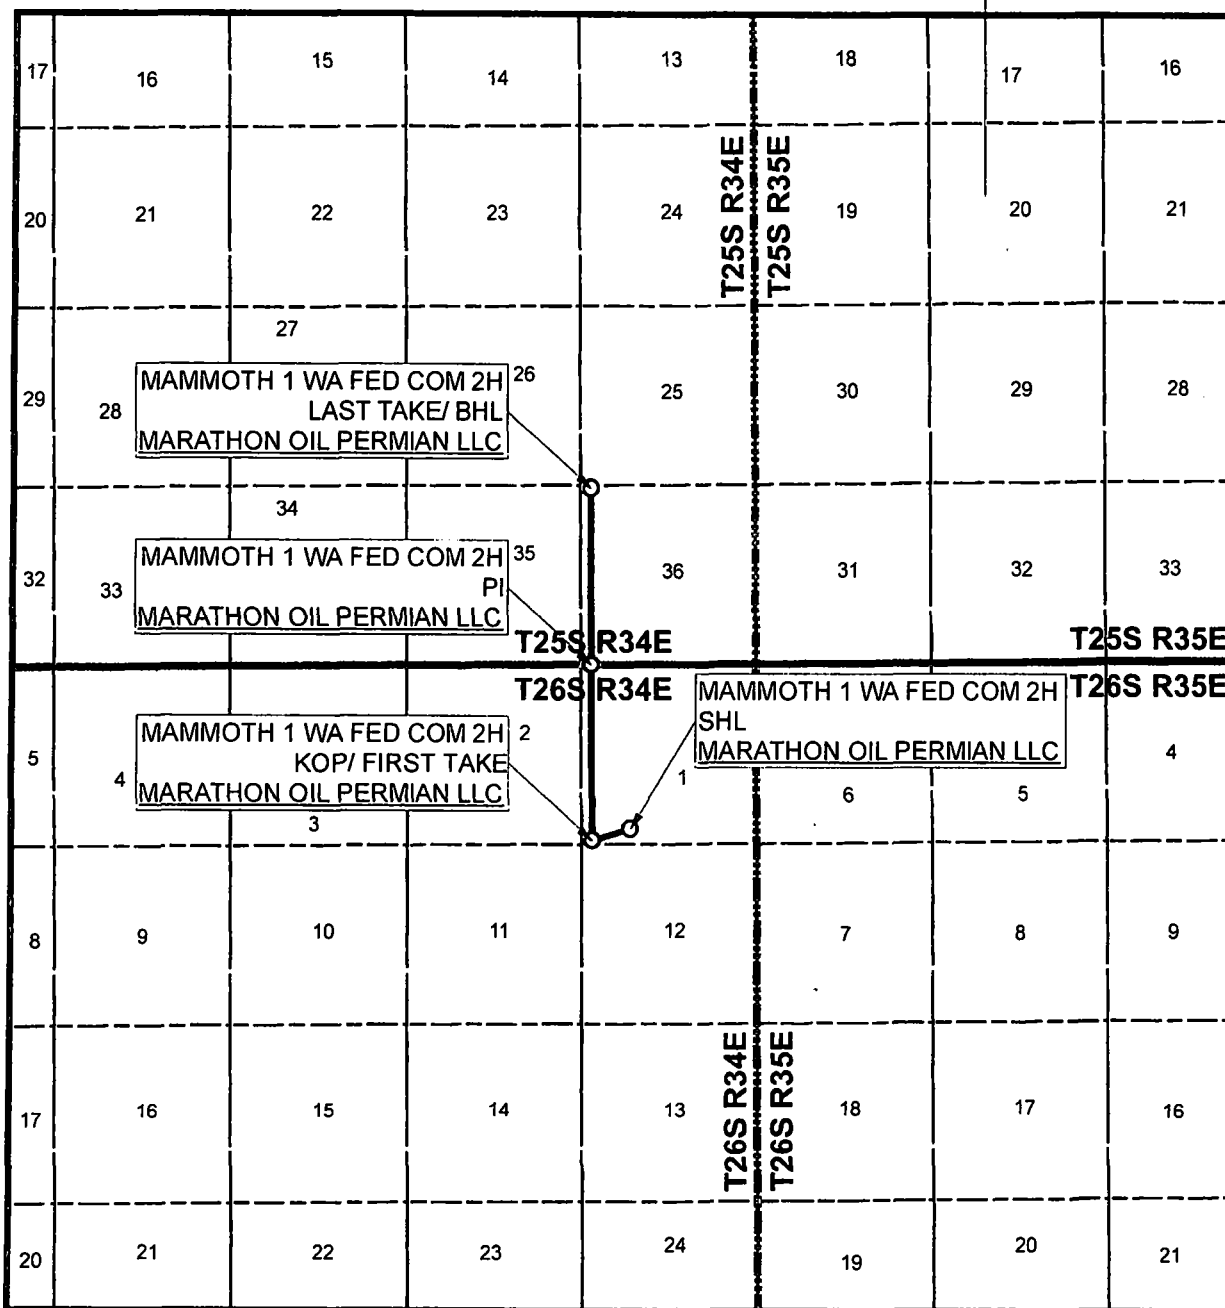 17 16 15 14 13 18 17 16
T25S R34E
T25S R35E
20 21 22 23 24 19 20 21
27
MAMMOTH 1 WA FED COM 2H
LAST TAKE/ BHL
MARATHON OIL PERMIAN LLC
26
29 28 25 30 29 28
34
MAMMOTH 1 WA FED COM 2H
PI
MARATHON OIL PERMIAN LLC
35
32 33 36 31 32 33
T25S R34E
T25S R35E
T26S R34E
T26S R35E
MAMMOTH 1 WA FED COM 2H
SHL
MARATHON OIL PERMIAN LLC
MAMMOTH 1 WA FED COM 2H
KOP/ FIRST TAKE
MARATHON OIL PERMIAN LLC
2
5 4 1 6 5 4
3
8 9 10 11 12 7 8 9
T26S R34E
T26S R35E
17 16 15 14 13 18 17 16
20 21 22 23 24 19 20 21